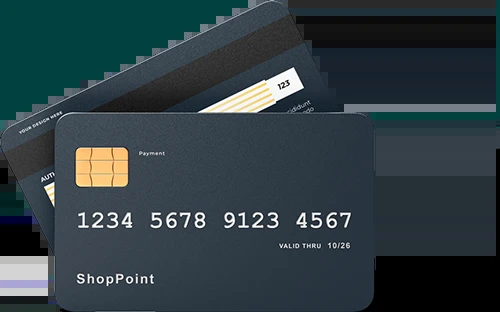 YOUR DESIGN HERE
123
Payment
1234 5678 9123 4567
VALID THRU 10/26
ShopPoint